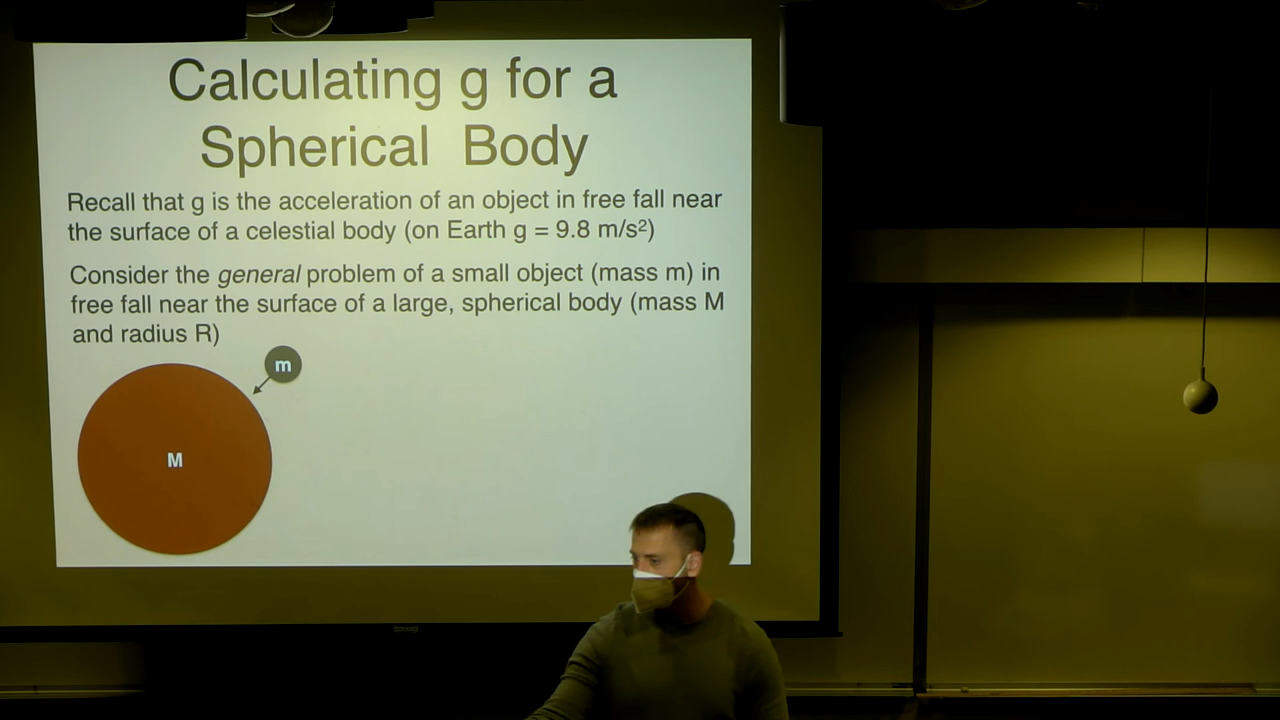 Calculating g for a
Spherical Body
Recall that g is the acceleration of an object in free fall near
the surface of a celestial body (on Earth g = 9.8 m/s²)
Consider the general problem of a small object (mass m) in
free fall near the surface of a large, spherical body (mass M
and radius R)
m
M